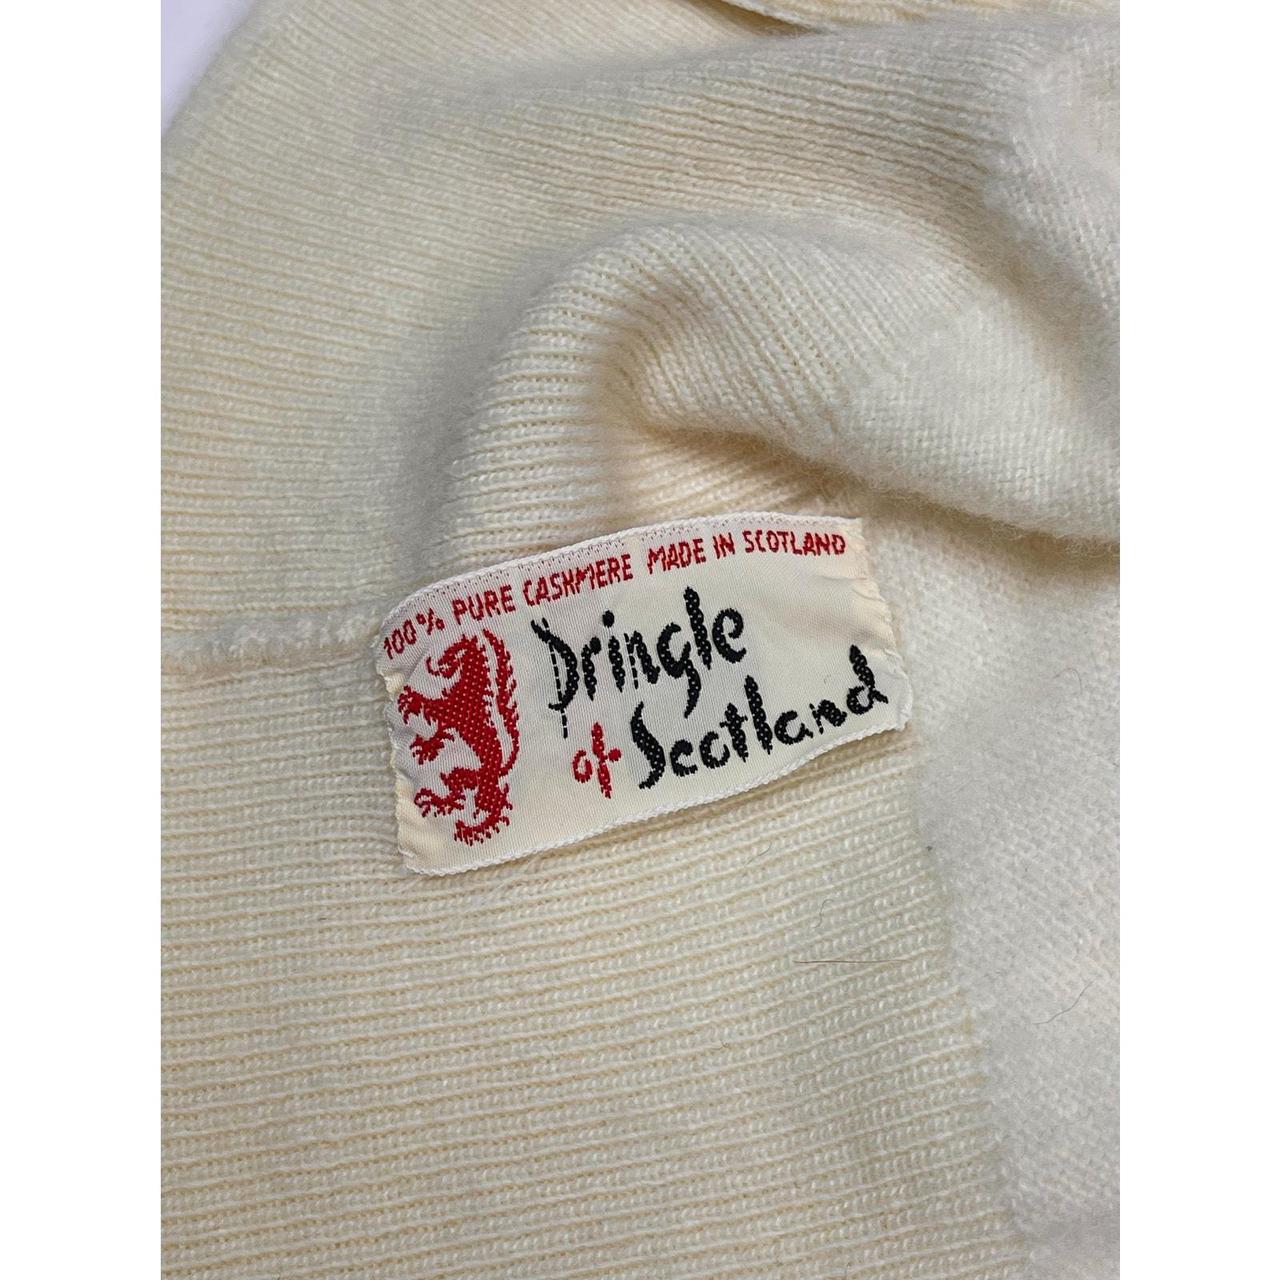 100% PURE CASHMERE MADE IN SCOTLAND
Pringle
of Scotland